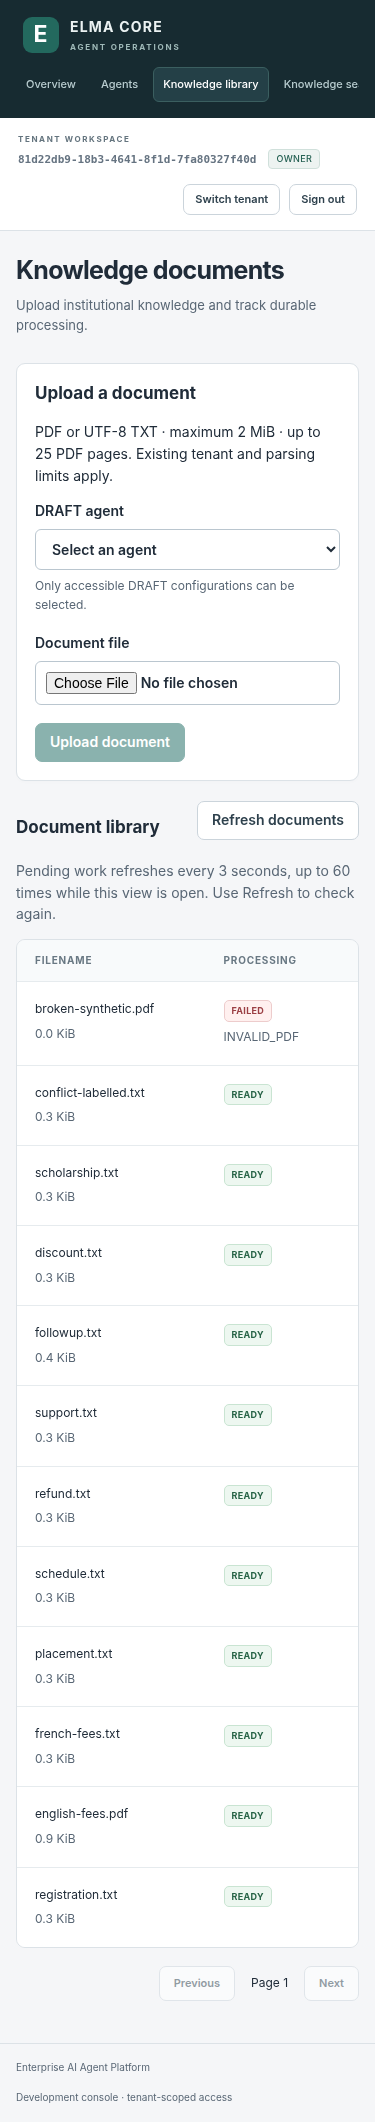 E
ELMA CORE
AGENT OPERATIONS
Overview Agents Knowledge library Knowledge se
TENANT WORKSPACE
81d22db9-18b3-4641-8f1d-7fa80327f40d OWNER
Switch tenant Sign out
Knowledge documents
Upload institutional knowledge and track durable
processing.
Upload a document
PDF or UTF-8 TXT · maximum 2 MiB · up to
25 PDF pages. Existing tenant and parsing
limits apply.
DRAFT agent
Select an agent
Only accessible DRAFT configurations can be
selected.
Document file
Choose File No file chosen
Upload document
Document library Refresh documents
Pending work refreshes every 3 seconds, up to 60
times while this view is open. Use Refresh to check
again.
FILENAME PROCESSING
broken-synthetic.pdf FAILED
0.0 KiB INVALID_PDF
conflict-labelled.txt READY
0.3 KiB
scholarship.txt READY
0.3 KiB
discount.txt READY
0.3 KiB
followup.txt READY
0.4 KiB
support.txt READY
0.3 KiB
refund.txt READY
0.3 KiB
schedule.txt READY
0.3 KiB
placement.txt READY
0.3 KiB
french-fees.txt READY
0.3 KiB
english-fees.pdf READY
0.9 KiB
registration.txt READY
0.3 KiB
Previous Page 1 Next
Enterprise AI Agent Platform
Development console · tenant-scoped access